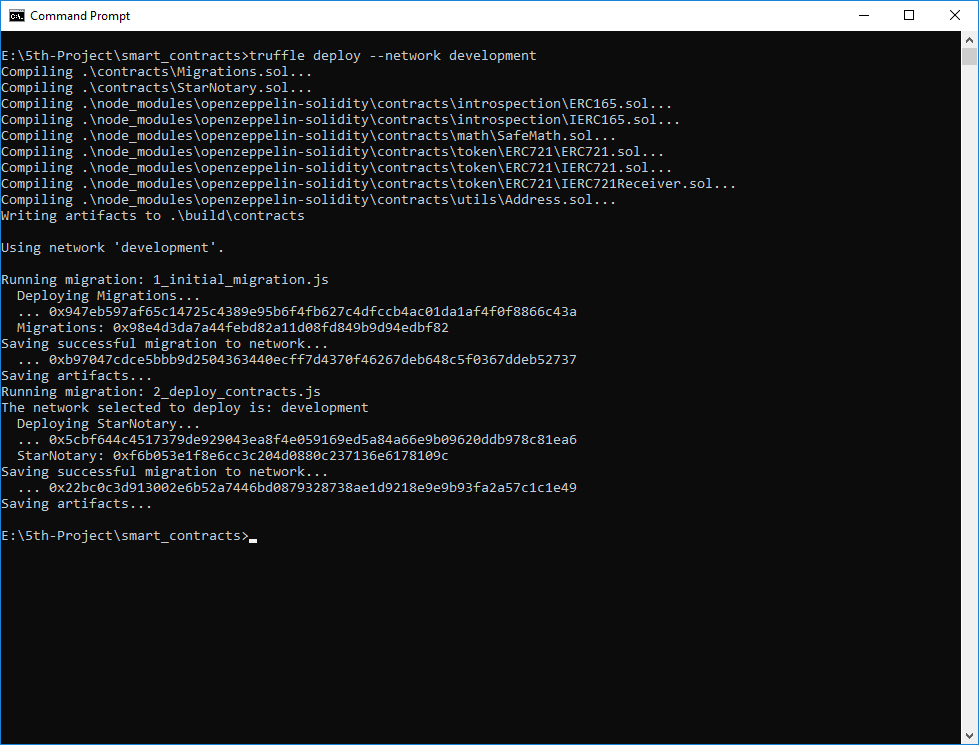 Command Prompt
E:\5th-Project\smart_contracts>truffle deploy --network development
Compiling .\contracts\Migrations.sol...
Compiling .\contracts\StarNotary.sol...
Compiling .\node_modules\openzeppelin-solidity\contracts\introspection\ERC165.sol...
Compiling .\node_modules\openzeppelin-solidity\contracts\introspection\IERC165.sol...
Compiling .\node_modules\openzeppelin-solidity\contracts\math\SafeMath.sol...
Compiling .\node_modules\openzeppelin-solidity\contracts\token\ERC721\ERC721.sol...
Compiling .\node_modules\openzeppelin-solidity\contracts\token\ERC721\IERC721.sol...
Compiling .\node_modules\openzeppelin-solidity\contracts\token\ERC721\IERC721Receiver.sol...
Compiling .\node_modules\openzeppelin-solidity\contracts\utils\Address.sol...
Writing artifacts to .\build\contracts
Using network 'development'.
Running migration: 1_initial_migration.js
Deploying Migrations...
... 0x947eb597af65c14725c4389e95b6f4fb627c4dfccb4ac01da1af4f0f8866c43a
Migrations: 0x98e4d3da7a44febd82a11d08fd849b9d94edbf82
Saving successful migration to network...
... 0xb97047cdce5bbb9d2504363440ecff7d4370f46267deb648c5f0367ddeb52737
Saving artifacts...
Running migration: 2_deploy_contracts.js
The network selected to deploy is: development
Deploying StarNotary...
... 0x5cbf644c4517379de929043ea8f4e059169ed5a84a66e9b09620ddb978c81ea6
StarNotary: 0xf6b053e1f8e6cc3c204d0880c237136e6178109c
Saving successful migration to network...
... 0x22bc0c3d913002e6b52a7446bd0879328738ae1d9218e9e9b93fa2a57c1c1e49
Saving artifacts...
E:\5th-Project\smart_contracts>